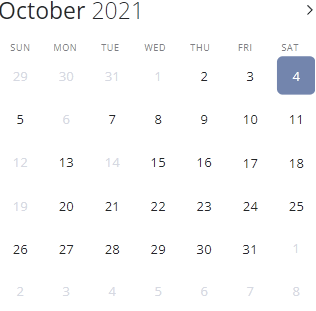 October 2021
SUN MON TUE WED THU FRI SAT
29 30 31 1 2 3 4
5 6 7 8 9 10 11
12 13 14 15 16 17 18
19 20 21 22 23 24 25
26 27 28 29 30 31 1
2 3 4 5 6 7 8